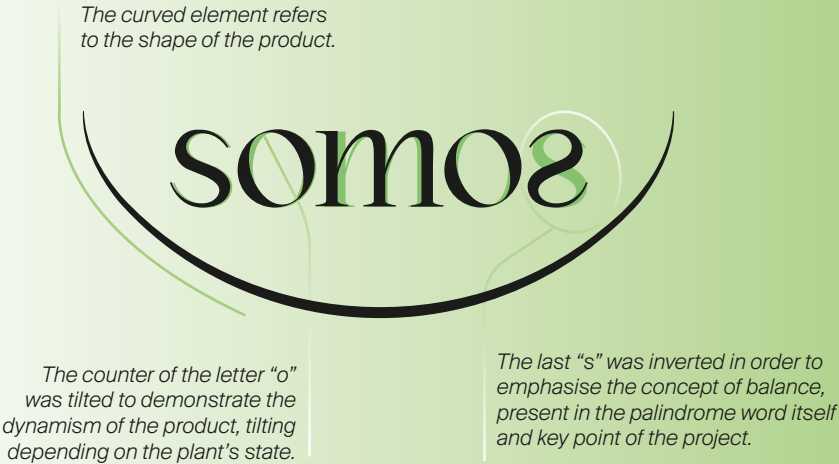 The curved element refers
to the shape of the product.
somos
The counter of the letter “o”
was tilted to demonstrate the
dynamism of the product, tilting
depending on the plant’s state.
The last “s” was inverted in order to
emphasise the concept of balance,
present in the palindrome word itself
and key point of the project.